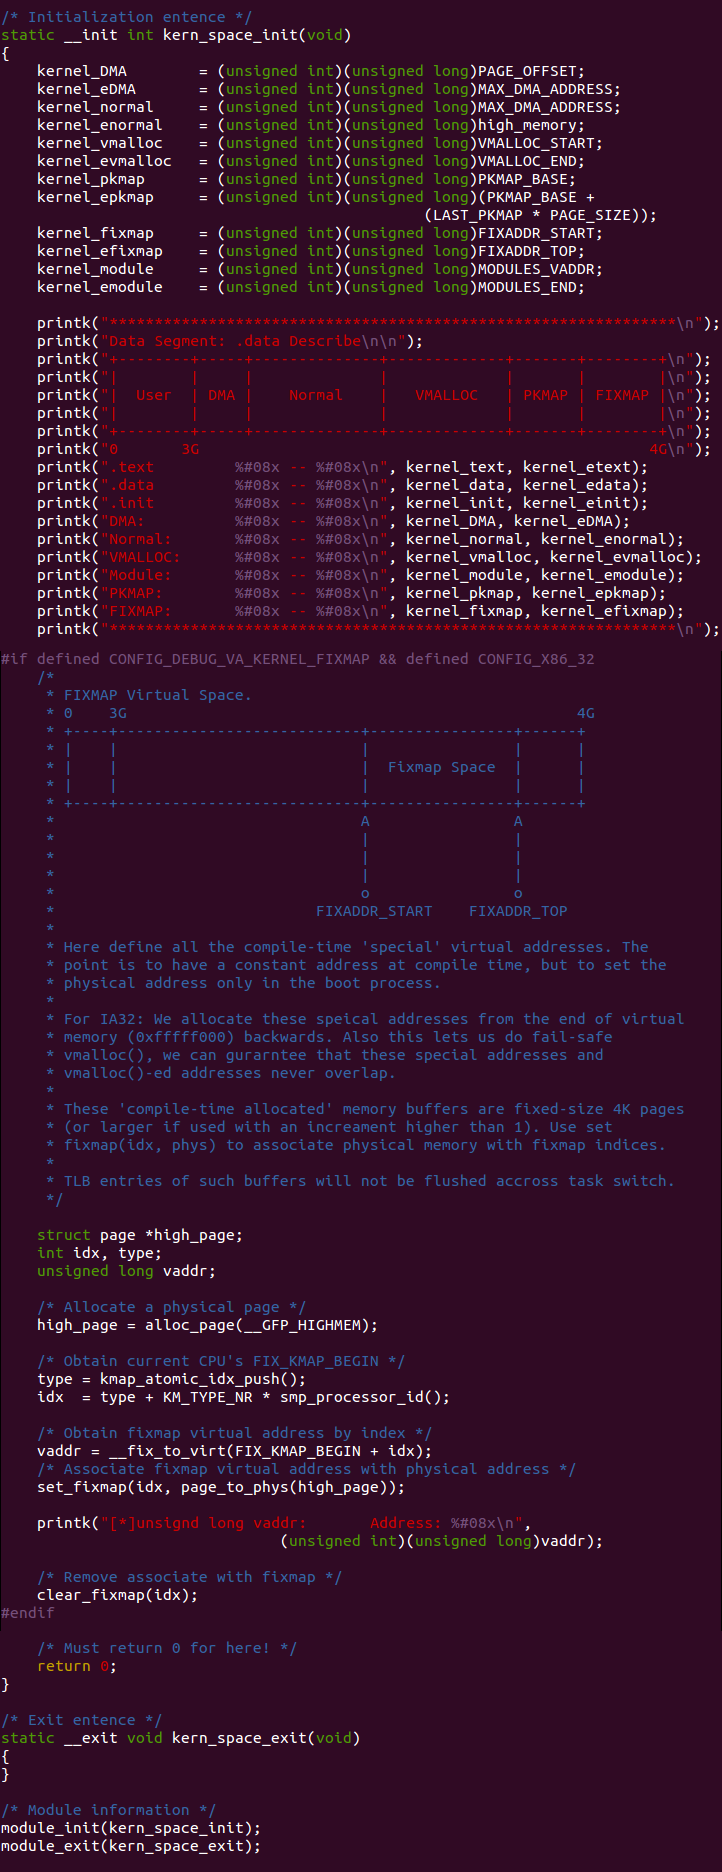 /* Initialization entence */
static __init int kern_space_init(void)
{
    kernel_DMA        = (unsigned int)(unsigned long)PAGE_OFFSET;
    kernel_eDMA       = (unsigned int)(unsigned long)MAX_DMA_ADDRESS;
    kernel_normal     = (unsigned int)(unsigned long)MAX_DMA_ADDRESS;
    kernel_enormal    = (unsigned int)(unsigned long)high_memory;
    kernel_vmalloc    = (unsigned int)(unsigned long)VMALLOC_START;
    kernel_evmalloc   = (unsigned int)(unsigned long)VMALLOC_END;
    kernel_pkmap      = (unsigned int)(unsigned long)PKMAP_BASE;
    kernel_epkmap     = (unsigned int)(unsigned long)(PKMAP_BASE +
                                               (LAST_PKMAP * PAGE_SIZE));
    kernel_fixmap     = (unsigned int)(unsigned long)FIXADDR_START;
    kernel_efixmap    = (unsigned int)(unsigned long)FIXADDR_TOP;
    kernel_module     = (unsigned int)(unsigned long)MODULES_VADDR;
    kernel_emodule    = (unsigned int)(unsigned long)MODULES_END;

    printk("***************************************************************\n");
    printk("Data Segment: .data Describe\n\n");
    printk("+--------+-----+--------------+-------------+-------+--------+\n");
    printk("|        |     |              |             |       |        |\n");
    printk("|  User  | DMA |    Normal    |   VMALLOC   | PKMAP | FIXMAP |\n");
    printk("|        |     |              |             |       |        |\n");
    printk("+--------+-----+--------------+-------------+-------+--------+\n");
    printk("0       3G                                                  4G\n");
    printk(".text         %#08x -- %#08x\n", kernel_text, kernel_etext);
    printk(".data         %#08x -- %#08x\n", kernel_data, kernel_edata);
    printk(".init         %#08x -- %#08x\n", kernel_init, kernel_einit);
    printk("DMA:          %#08x -- %#08x\n", kernel_DMA, kernel_eDMA);
    printk("Normal:       %#08x -- %#08x\n", kernel_normal, kernel_enormal);
    printk("VMALLOC:      %#08x -- %#08x\n", kernel_vmalloc, kernel_evmalloc);
    printk("Module:       %#08x -- %#08x\n", kernel_module, kernel_emodule);
    printk("PKMAP:        %#08x -- %#08x\n", kernel_pkmap, kernel_epkmap);
    printk("FIXMAP:       %#08x -- %#08x\n", kernel_fixmap, kernel_efixmap);
    printk("***************************************************************\n");

#if defined CONFIG_DEBUG_VA_KERNEL_FIXMAP && defined CONFIG_X86_32
    /*
     * FIXMAP Virtual Space.
     * 0    3G                                                  4G
     * +----+---------------------------+----------------+------+
     * |    |                           |                |      |
     * |    |                           |  Fixmap Space  |      |
     * |    |                           |                |      |
     * +----+---------------------------+----------------+------+
     *                                  A                A
     *                                  |                |
     *                                  |                |
     *                                  |                |
     *                                  o                o
     *                             FIXADDR_START    FIXADDR_TOP
     *
     * Here define all the compile-time 'special' virtual addresses. The
     * point is to have a constant address at compile time, but to set the
     * physical address only in the boot process.
     *
     * For IA32: We allocate these speical addresses from the end of virtual
     * memory (0xfffff000) backwards. Also this lets us do fail-safe
     * vmalloc(), we can gurarntee that these special addresses and
     * vmalloc()-ed addresses never overlap.
     *
     * These 'compile-time allocated' memory buffers are fixed-size 4K pages
     * (or larger if used with an increament higher than 1). Use set
     * fixmap(idx, phys) to associate physical memory with fixmap indices.
     *
     * TLB entries of such buffers will not be flushed accross task switch.
     */

    struct page *high_page;
    int idx, type;
    unsigned long vaddr;

    /* Allocate a physical page */
    high_page = alloc_page(__GFP_HIGHMEM);

    /* Obtain current CPU's FIX_KMAP_BEGIN */
    type = kmap_atomic_idx_push();
    idx  = type + KM_TYPE_NR * smp_processor_id();

    /* Obtain fixmap virtual address by index */
    vaddr = __fix_to_virt(FIX_KMAP_BEGIN + idx);
    /* Associate fixmap virtual address with physical address */
    set_fixmap(idx, page_to_phys(high_page));

    printk("[*]unsignd long vaddr:       Address: %#08x\n",
                               (unsigned int)(unsigned long)vaddr);

    /* Remove associate with fixmap */
    clear_fixmap(idx);
#endif

    /* Must return 0 for here! */
    return 0;
}

/* Exit entence */
static __exit void kern_space_exit(void)
{
}

/* Module information */
module_init(kern_space_init);
module_exit(kern_space_exit);